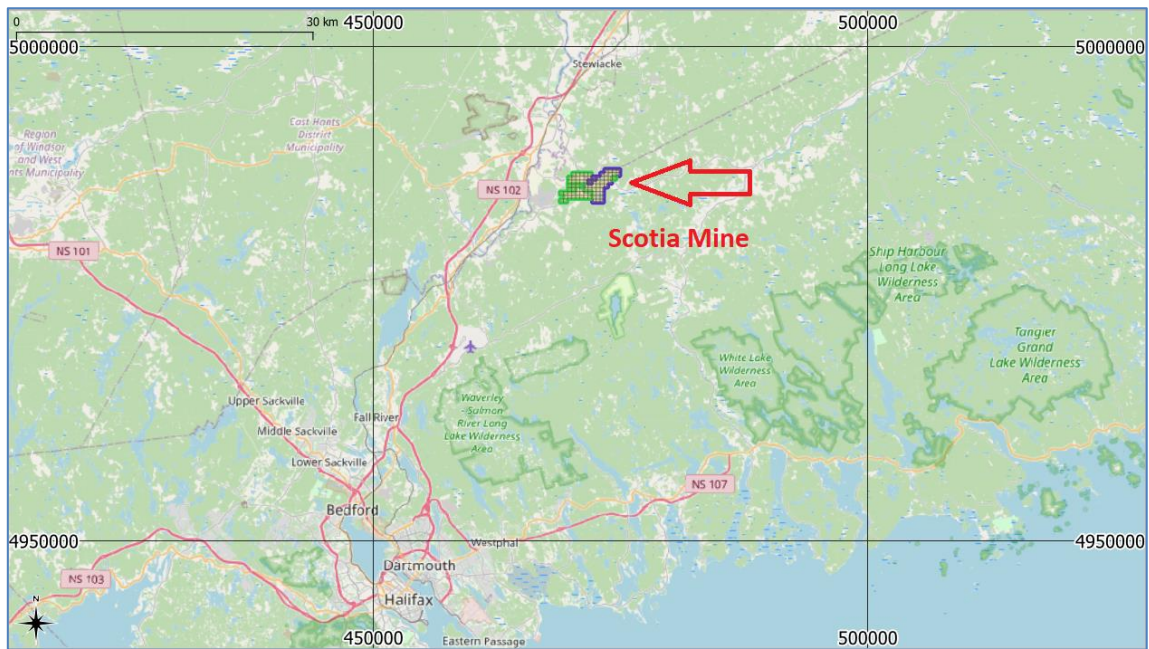 0
30 km
450000
500000
5000000
5000000
Stewiacke
East Hants
District
Municipality
Region
of Windsor
and West
nts Municipality
NS 102
Scotia Mine
NS 101
Ship Harbour
Long Lake
Wilderness
Area
Tangier
Grand
Lake Wilderness
Area
White Lake
Wilderness
Area
Waverley
- Salmon
River Long
Lake Wilderness
Area
Upper Sackville
Fall River
Middle Sackville
Lower Sackville
NS 107
Bedford
4950000
4950000
Westphal
Dartmouth
NS 103
Halifax
N
450000
500000
Eastern Passage